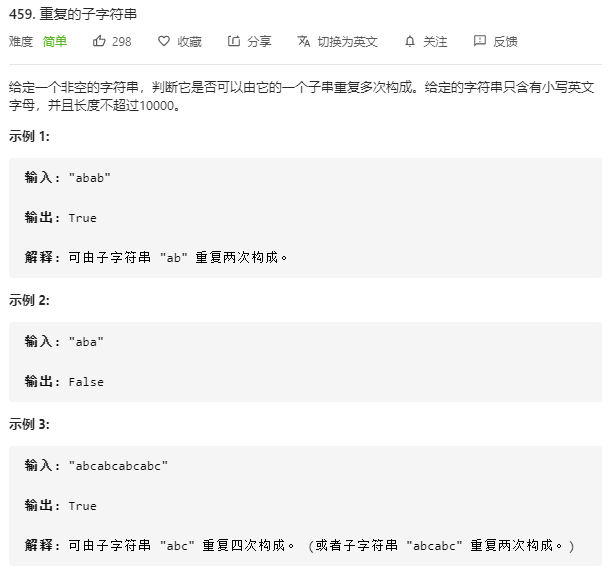 459. 重复的子字符串
难度 简单 298 收藏 分享 切换为英文 关注 反馈
给定一个非空的字符串，判断它是否可以由它的一个子串重复多次构成。给定的字符串只含有小写英文
字母，并且长度不超过10000。
示例 1:
输入: "abab"
输出: True
解释: 可由子字符串 "ab" 重复两次构成。
示例 2:
输入: "aba"
输出: False
示例 3:
输入: "abcabcabcabc"
输出: True
解释: 可由子字符串 "abc" 重复四次构成。 (或者子字符串 "abcabc" 重复两次构成。)